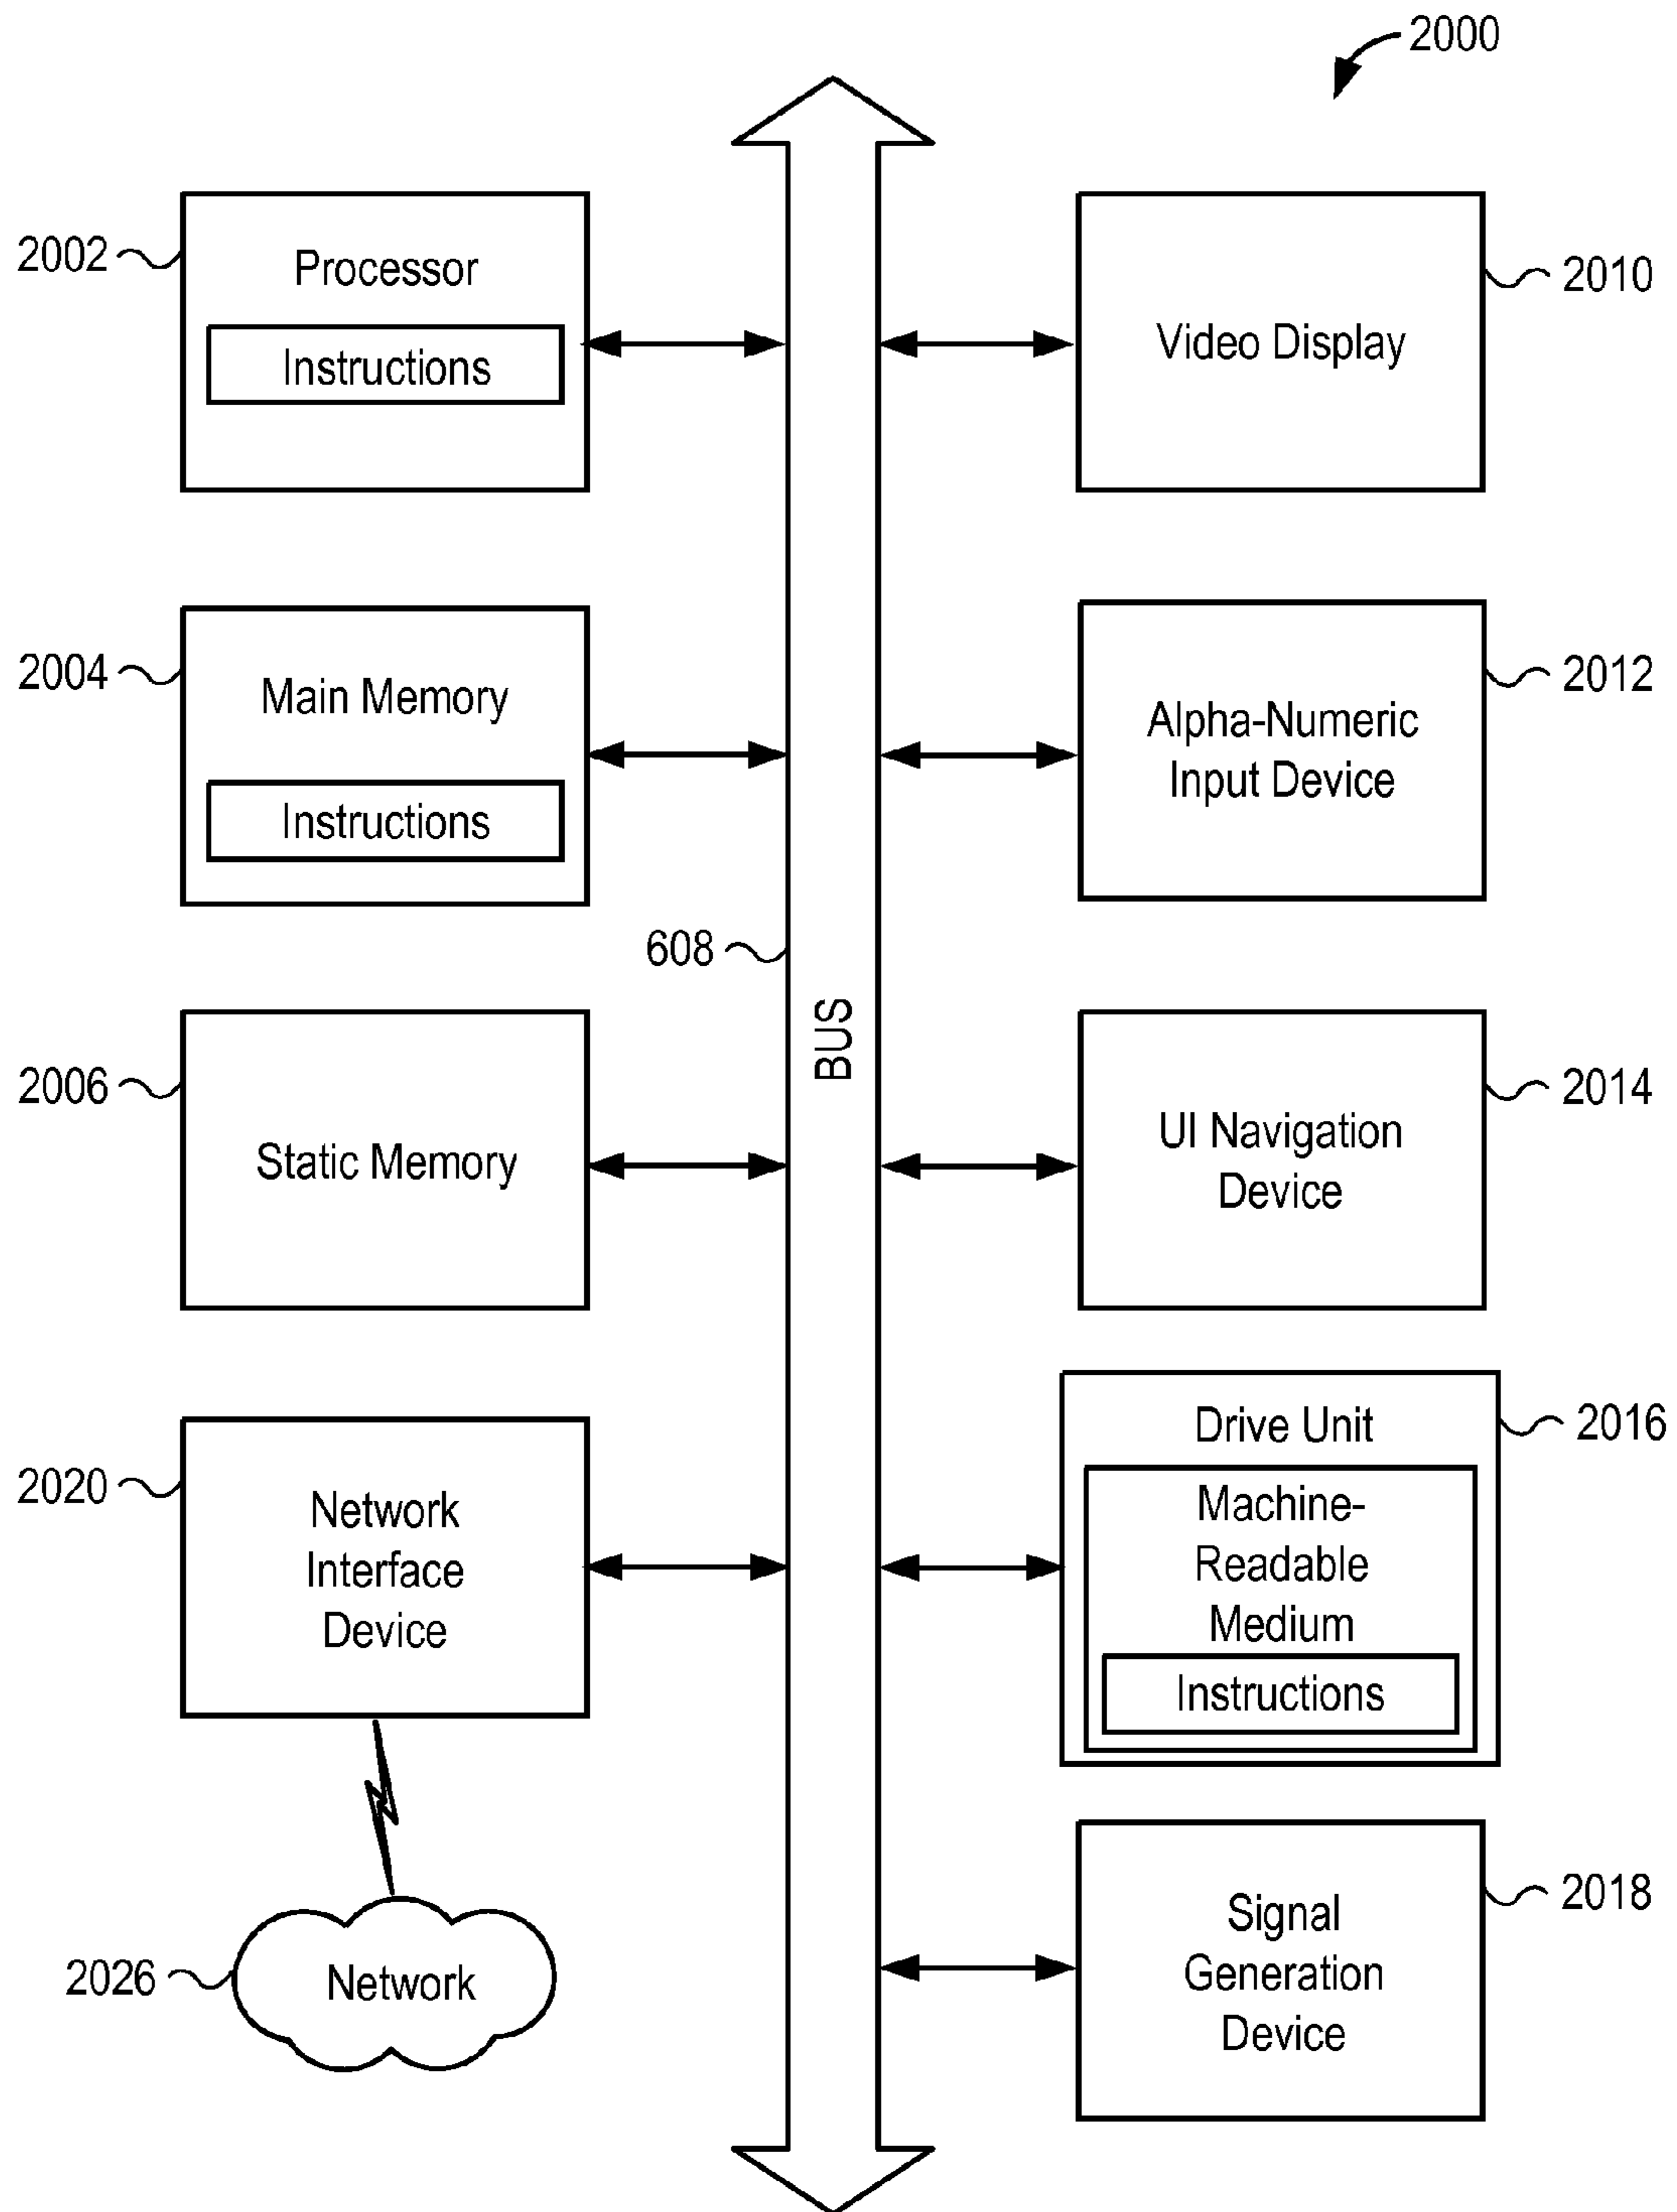 2000
2002
Processor
Instructions
2010
Video Display
2004
Main Memory
Instructions
2012
Alpha-Numeric
Input Device
608
BUS
2006
Static Memory
2014
UI Navigation
Device
2020
Network
Interface
Device
2016
Drive Unit
Machine-
Readable
Medium
Instructions
2026
Network
2018
Signal
Generation
Device